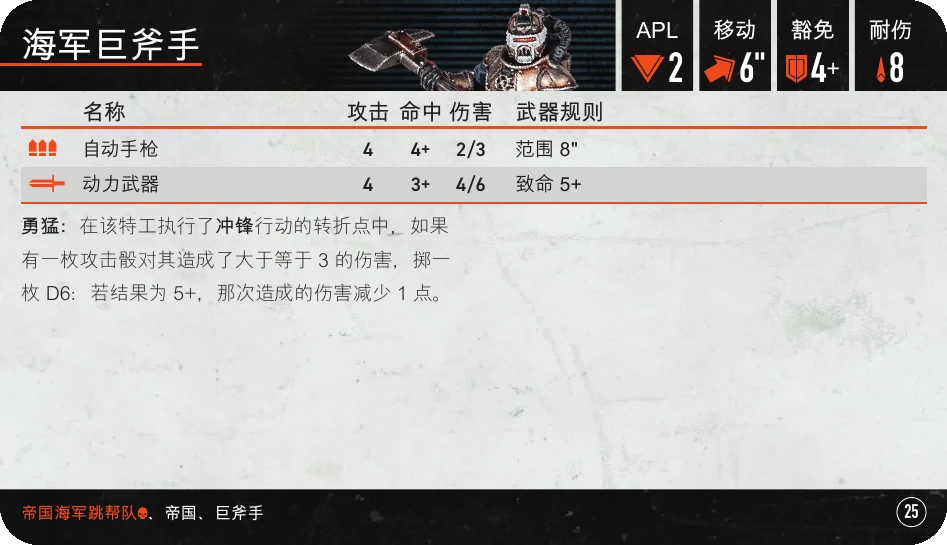 海军巨斧手
APL 移动 豁免 耐伤
2 6" 4+ 8
名称 攻击 命中 伤害 武器规则
自动手枪 4 4+ 2/3 范围 8"
动力武器 4 3+ 4/6 致命 5+
勇猛：在该特工执行了冲锋行动的转折点中，如果
有一枚攻击骰对其造成了大于等于 3 的伤害，掷一
枚 D6：若结果为 5+，那次造成的伤害减少 1 点。
帝国海军跳帮队、帝国、巨斧手
25